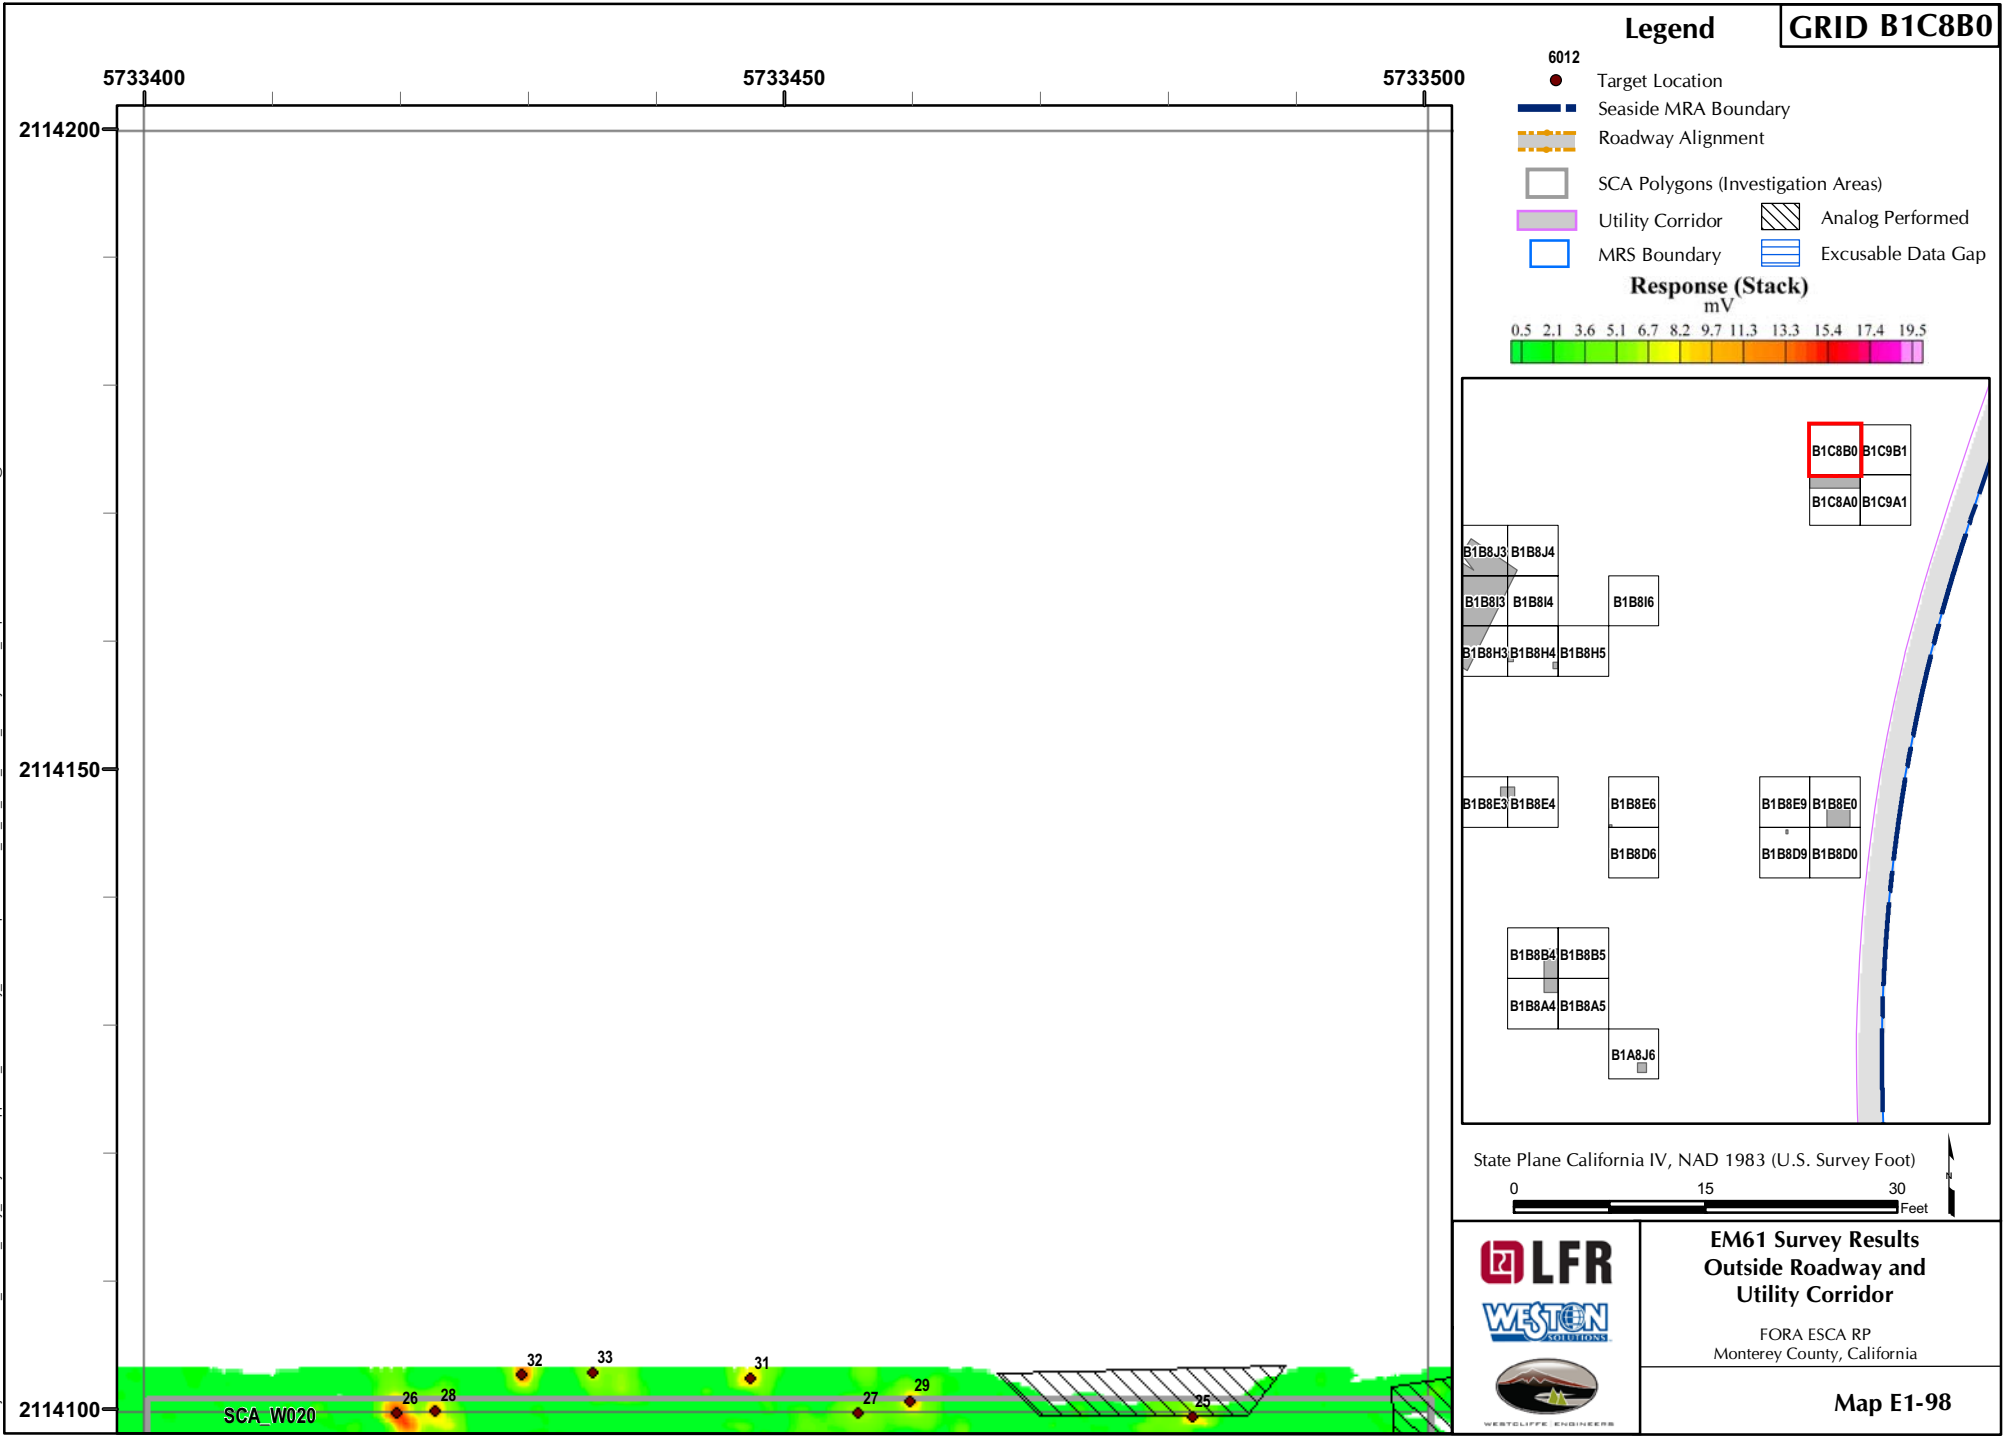 GRID B1C8B0
Legend
6012
Target Location
Seaside MRA Boundary
Roadway Alignment
SCA Polygons (Investigation Areas)
Utility Corridor
Analog Performed
MRS Boundary
Excusable Data Gap
Response (Stack)
mV
0.5 2.1 3.6 5.1 6.7 8.2 9.7 11.3 13.3 15.4 17.4 19.5
5733400 5733450 5733500
2114200
2114150
2114100
32 33 31
26 28 27 29 25
SCA_W020
B1C8B0 B1C9B1
B1C8A0 B1C9A1
B1B8J3 B1B8J4
B1B8I3 B1B8I4 B1B8I6
B1B8H3 B1B8H4 B1B8H5
B1B8E3 B1B8E4 B1B8E6 B1B8E9 B1B8E0
B1B8D6 B1B8D9 B1B8D0
B1B8B4 B1B8B5
B1B8A4 B1B8A5
B1A8J6
State Plane California IV, NAD 1983 (U.S. Survey Foot)
N
0 15 30
Feet
LFR
WESTON
SOLUTIONS
WESTCLIFFE ENGINEERS
EM61 Survey Results
Outside Roadway and
Utility Corridor
FORA ESCA RP
Monterey County, California
Map E1-98